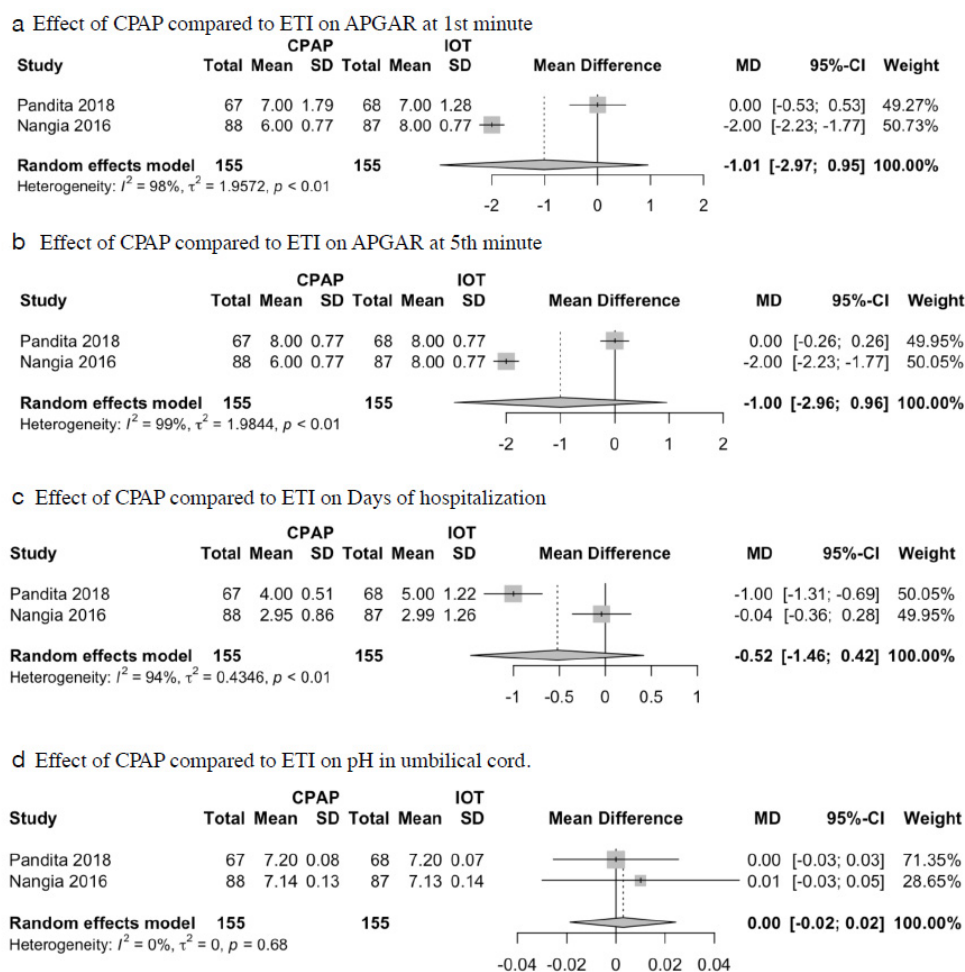 a Effect of CPAP compared to ETI on APGAR at 1st minute
CPAP IOT
Study Total Mean SD Total Mean SD Mean Difference MD 95%-CI Weight
Pandita 2018 67 7.00 1.79 68 7.00 1.28 0.00 [-0.53; 0.53] 49.27%
Nangia 2016 88 6.00 0.77 87 8.00 0.77 -2.00 [-2.23; -1.77] 50.73%
Random effects model 155 155 -1.01 [-2.97; 0.95] 100.00%
Heterogeneity: I² = 98%, τ² = 1.9572, p < 0.01
-2 -1 0 1 2
b Effect of CPAP compared to ETI on APGAR at 5th minute
CPAP IOT
Study Total Mean SD Total Mean SD Mean Difference MD 95%-CI Weight
Pandita 2018 67 8.00 0.77 68 8.00 0.77 0.00 [-0.26; 0.26] 49.95%
Nangia 2016 88 6.00 0.77 87 8.00 0.77 -2.00 [-2.23; -1.77] 50.05%
Random effects model 155 155 -1.00 [-2.96; 0.96] 100.00%
Heterogeneity: I² = 99%, τ² = 1.9844, p < 0.01
-2 -1 0 1 2
c Effect of CPAP compared to ETI on Days of hospitalization
CPAP IOT
Study Total Mean SD Total Mean SD Mean Difference MD 95%-CI Weight
Pandita 2018 67 4.00 0.51 68 5.00 1.22 -1.00 [-1.31; -0.69] 50.05%
Nangia 2016 88 2.95 0.86 87 2.99 1.26 -0.04 [-0.36; 0.28] 49.95%
Random effects model 155 155 -0.52 [-1.46; 0.42] 100.00%
Heterogeneity: I² = 94%, τ² = 0.4346, p < 0.01
-1 -0.5 0 0.5 1
d Effect of CPAP compared to ETI on pH in umbilical cord.
CPAP IOT
Study Total Mean SD Total Mean SD Mean Difference MD 95%-CI Weight
Pandita 2018 67 7.20 0.08 68 7.20 0.07 0.00 [-0.03; 0.03] 71.35%
Nangia 2016 88 7.14 0.13 87 7.13 0.14 0.01 [-0.03; 0.05] 28.65%
Random effects model 155 155 0.00 [-0.02; 0.02] 100.00%
Heterogeneity: I² = 0%, τ² = 0, p = 0.68
-0.04 -0.02 0 0.02 0.04